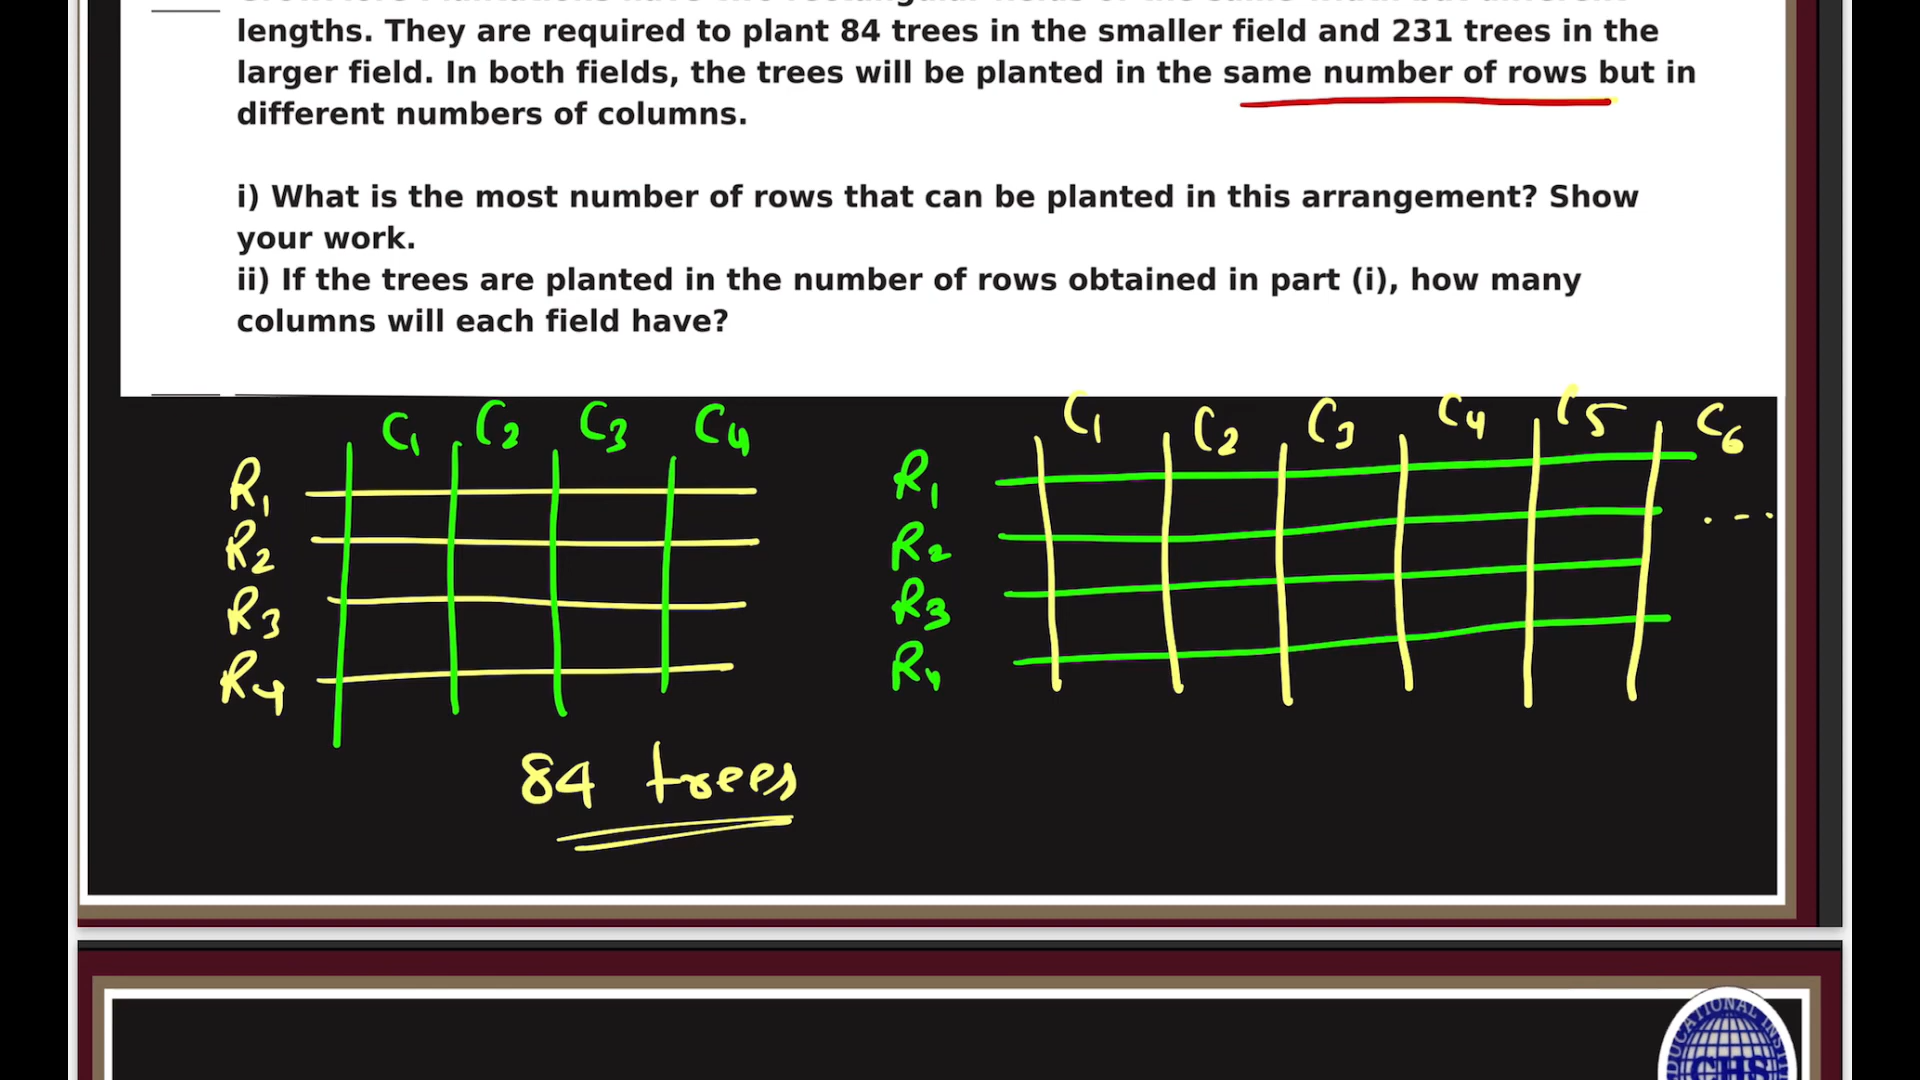 lengths. They are required to plant 84 trees in the smaller field and 231 trees in the
larger field. In both fields, the trees will be planted in the same number of rows but in
different numbers of columns.
i) What is the most number of rows that can be planted in this arrangement? Show
your work.
ii) If the trees are planted in the number of rows obtained in part (i), how many
columns will each field have?
C1 C2 C3 C4
R1
R2
R3
R4
84 trees
C1 C2 C3 C4 C5 C6
R1
R2
R3
R4
....
CHS